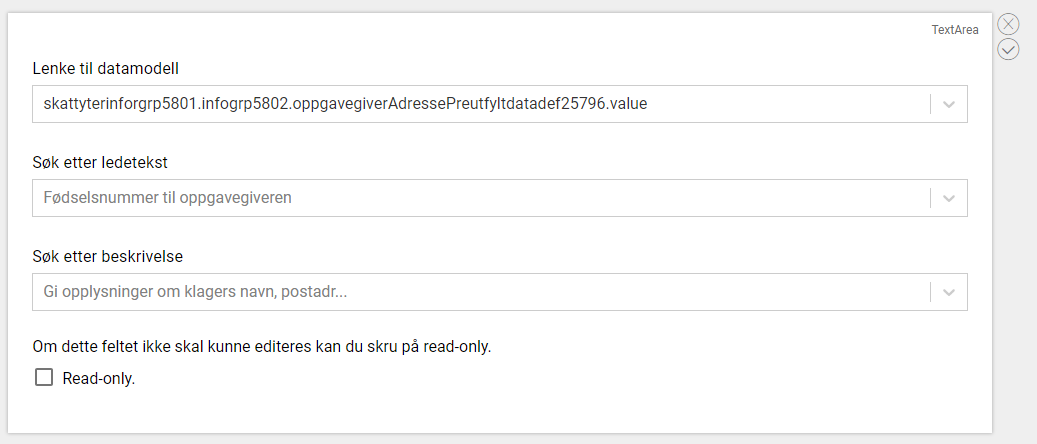 TextArea
Lenke til datamodell
skattyterinforgrp5801.infogrp5802.oppgavegiverAdressePreutfyltdatadef25796.value
Søk etter ledetekst
Fødselsnummer til oppgavegiveren
Søk etter beskrivelse
Gi opplysninger om klagers navn, postadr...
Om dette feltet ikke skal kunne editeres kan du skru på read-only.
Read-only.